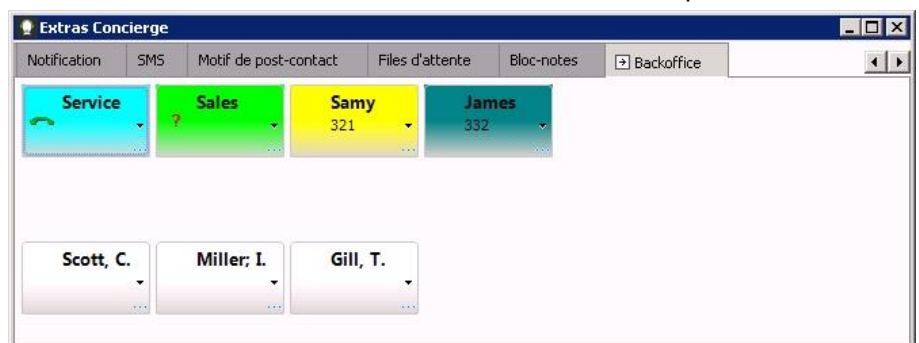 Extras Concierge
Notification SMS Motif de post-contact Files d'attente Bloc-notes Backoffice
Service Sales Samy James
? 321 332
... ... ... ...
Scott, C. Miller; I. Gill, T.
... ... ...